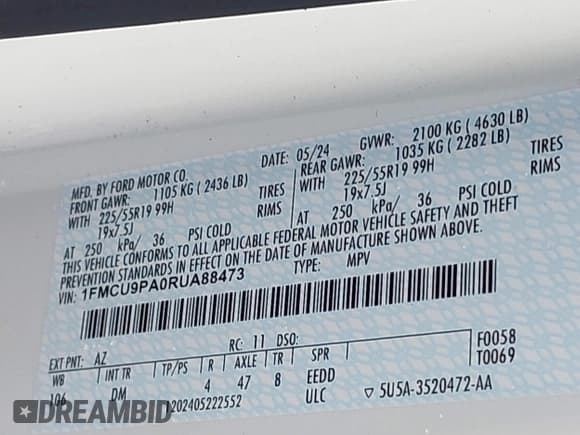 MFD. BY FORD MOTOR CO. DATE: 05/24 GVWR: 2100 KG ( 4630 LB)
FRONT GAWR: 1105 KG ( 2436 LB) REAR GAWR: 1035 KG ( 2282 LB)
WITH 225/55R19 99H TIRES WITH 225/55R19 99H TIRES
19x7.5J RIMS 19x7.5J RIMS
AT 250 kPa/ 36 PSI COLD AT 250 kPa/ 36 PSI COLD
THIS VEHICLE CONFORMS TO ALL APPLICABLE FEDERAL MOTOR VEHICLE SAFETY AND THEFT
PREVENTION STANDARDS IN EFFECT ON THE DATE OF MANUFACTURE SHOWN ABOVE.
VIN: 1FMCU9PA0RUA88473 TYPE: MPV
EXT PNT: AZ RC: 11 DSO: F0058
WB INT TR TP/PS R AXLE TR SPR T0069
106 DM 4 47 8 EEDD
ULC 5U5A-3520472-AA
1202405222552
DREAMBID